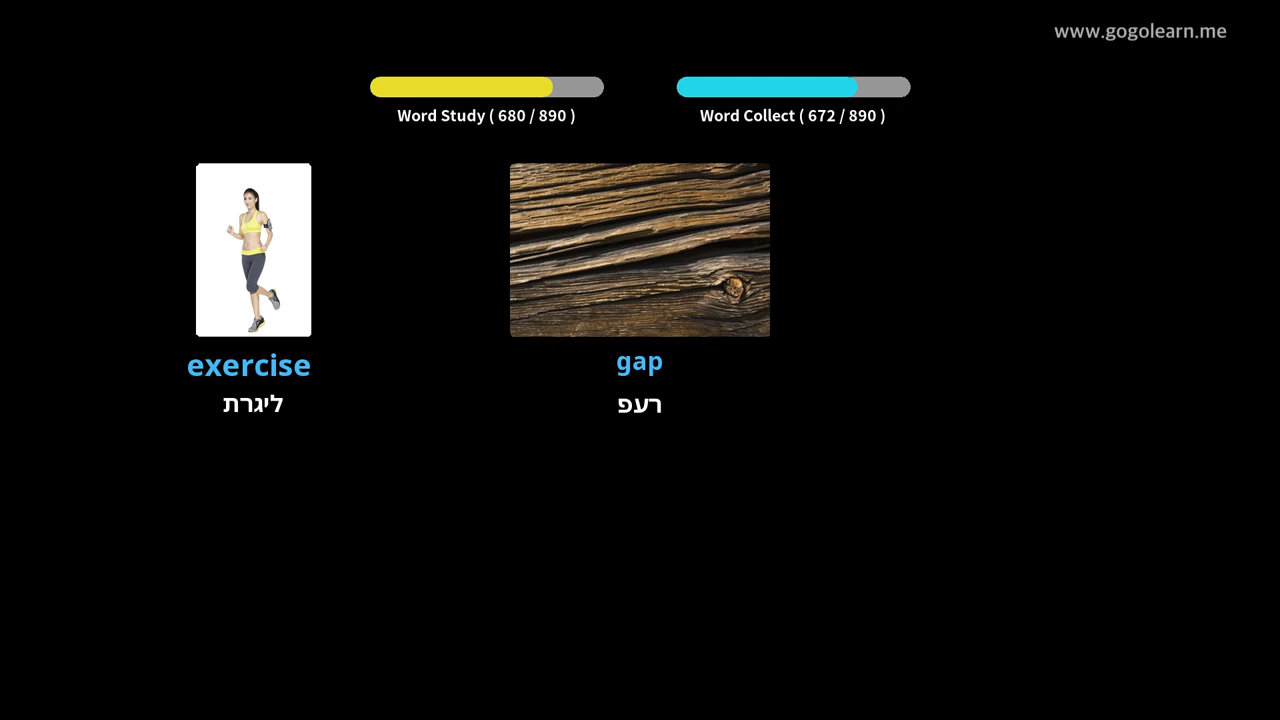 www.gogolearn.me
Word Study ( 680 / 890 )
Word Collect ( 672 / 890 )
exercise
ליגרת
gap
רעפ